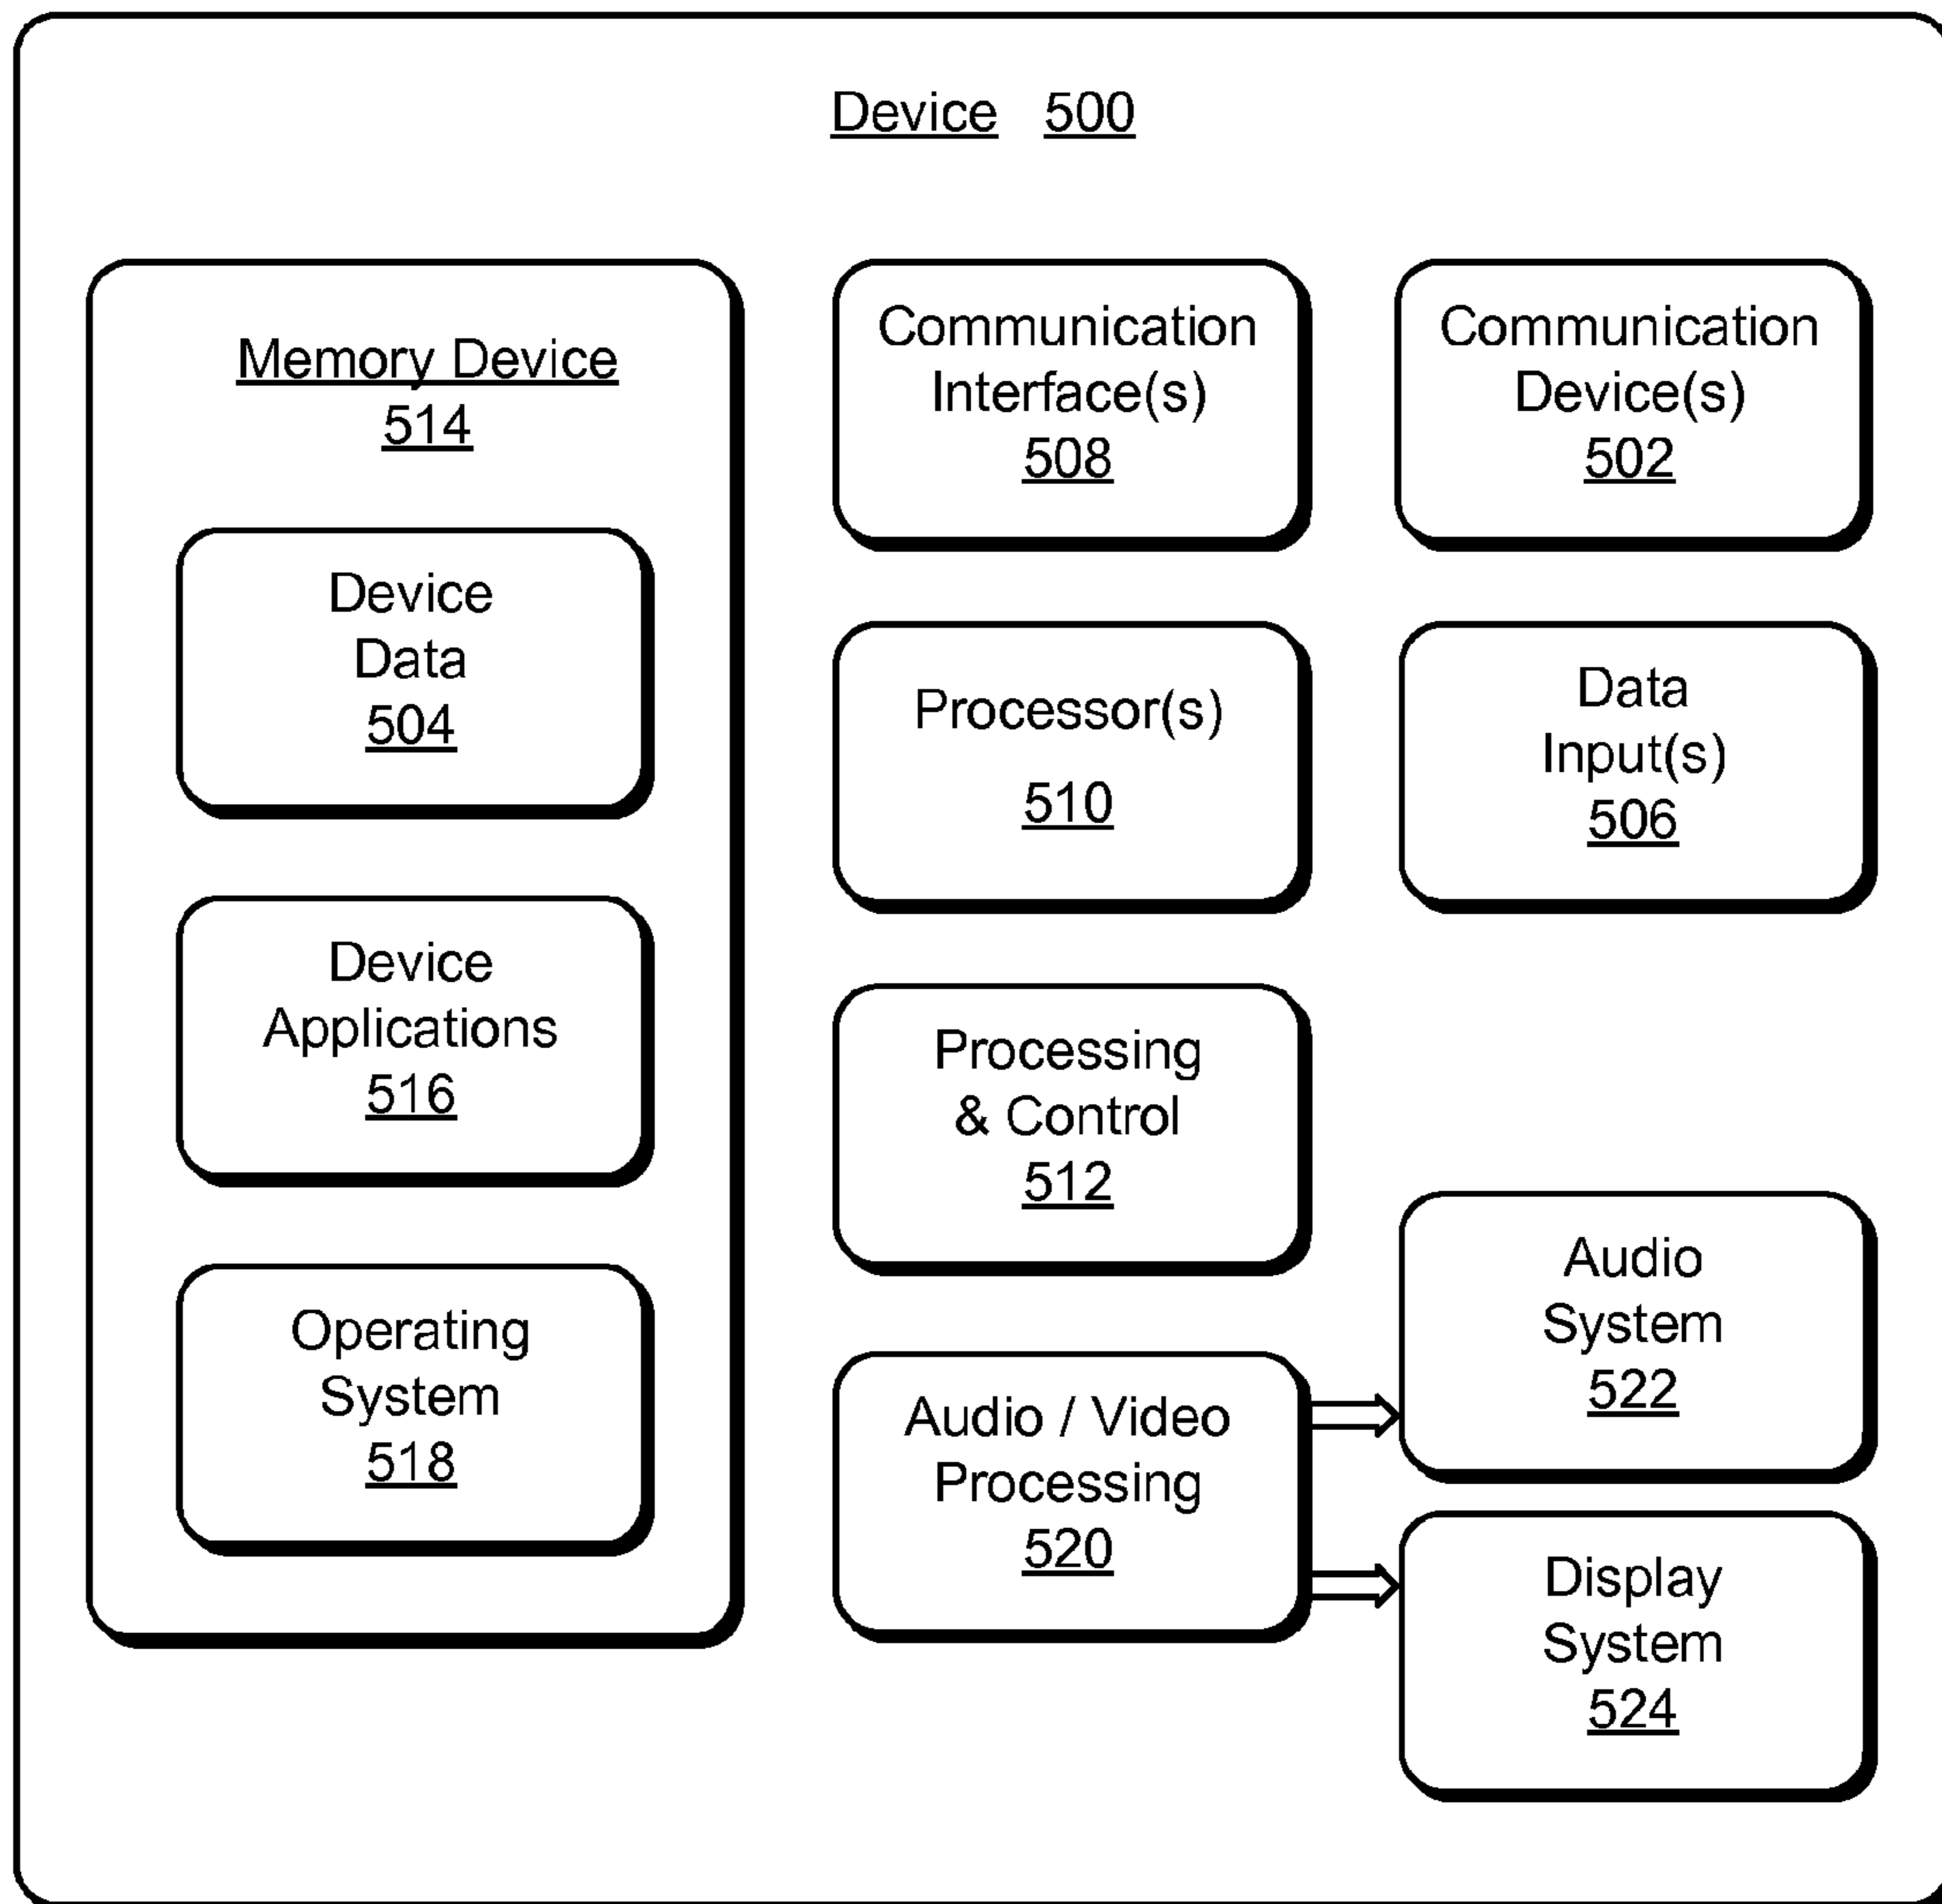 Device 500
Memory Device
514
Device
Data
504
Device
Applications
516
Operating
System
518
Communication
Interface(s)
508
Processor(s)
510
Processing
& Control
512
Audio / Video
Processing
520
Communication
Device(s)
502
Data
Input(s)
506
Audio
System
522
Display
System
524